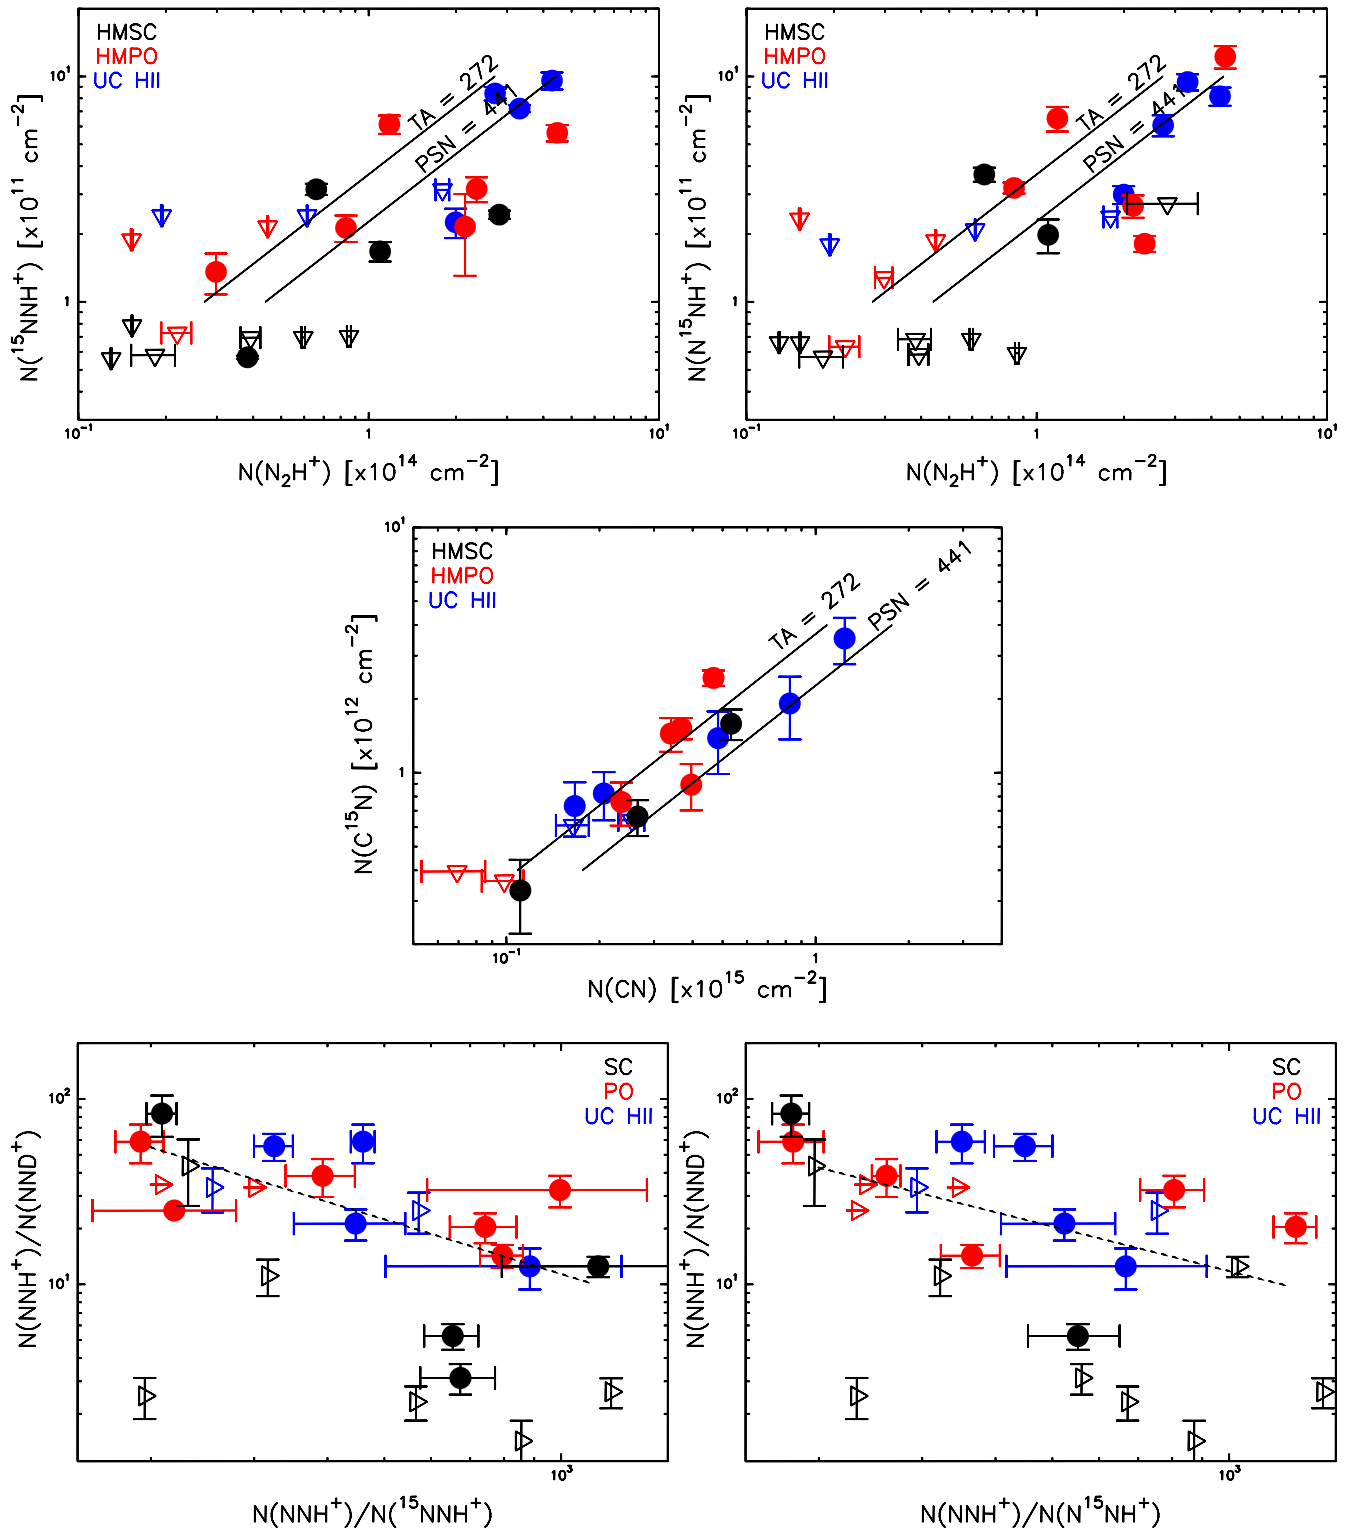 HMSC
HMPO
UC HII
TA = 272
PSN = 441
10¹
1
10⁻¹
1
10¹
N(¹⁵NNH⁺) [x10¹¹ cm⁻²]
N(N₂H⁺) [x10¹⁴ cm⁻²]
HMSC
HMPO
UC HII
TA = 272
PSN = 441
10¹
1
10⁻¹
1
10¹
N(N¹⁵NH⁺) [x10¹¹ cm⁻²]
N(N₂H⁺) [x10¹⁴ cm⁻²]
HMSC
HMPO
UC HII
TA = 272
PSN = 441
10¹
1
10⁻¹
1
N(C¹⁵N) [x10¹² cm⁻²]
N(CN) [x10¹⁵ cm⁻²]
SC
PO
UC HII
10²
10¹
10³
N(NNH⁺)/N(NND⁺)
N(NNH⁺)/N(¹⁵NNH⁺)
SC
PO
UC HII
10²
10¹
10³
N(NNH⁺)/N(NND⁺)
N(NNH⁺)/N(N¹⁵NH⁺)